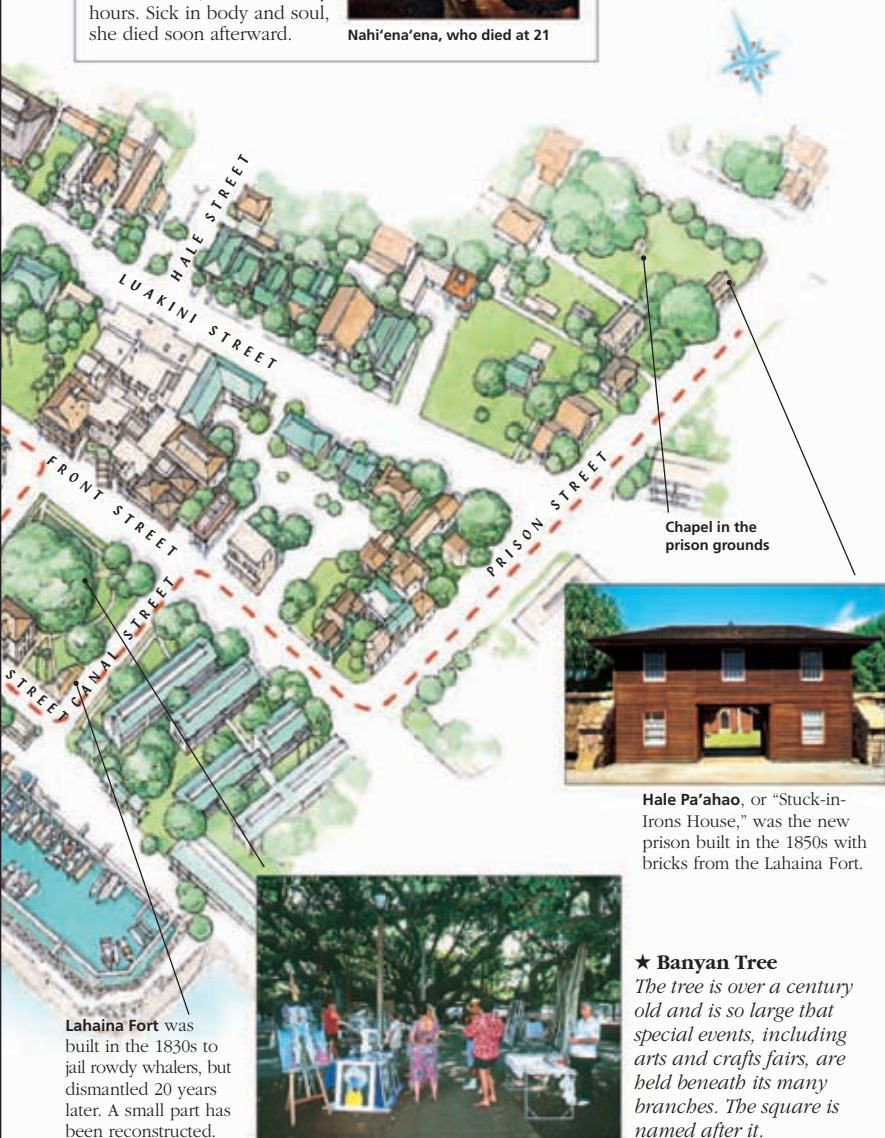 hours. Sick in body and soul,
she died soon afterward.
Nahi‘ena‘ena, who died at 21
HALE STREET
LUAKINI STREET
FRONT STREET
PRISON STREET
CANAL STREET
STREET
Chapel in the
prison grounds
Hale Pa‘ahao, or “Stuck-in-
Irons House,” was the new
prison built in the 1850s with
bricks from the Lahaina Fort.
Lahaina Fort was
built in the 1830s to
jail rowdy whalers, but
dismantled 20 years
later. A small part has
been reconstructed.
★ Banyan Tree
The tree is over a century
old and is so large that
special events, including
arts and crafts fairs, are
held beneath its many
branches. The square is
named after it.